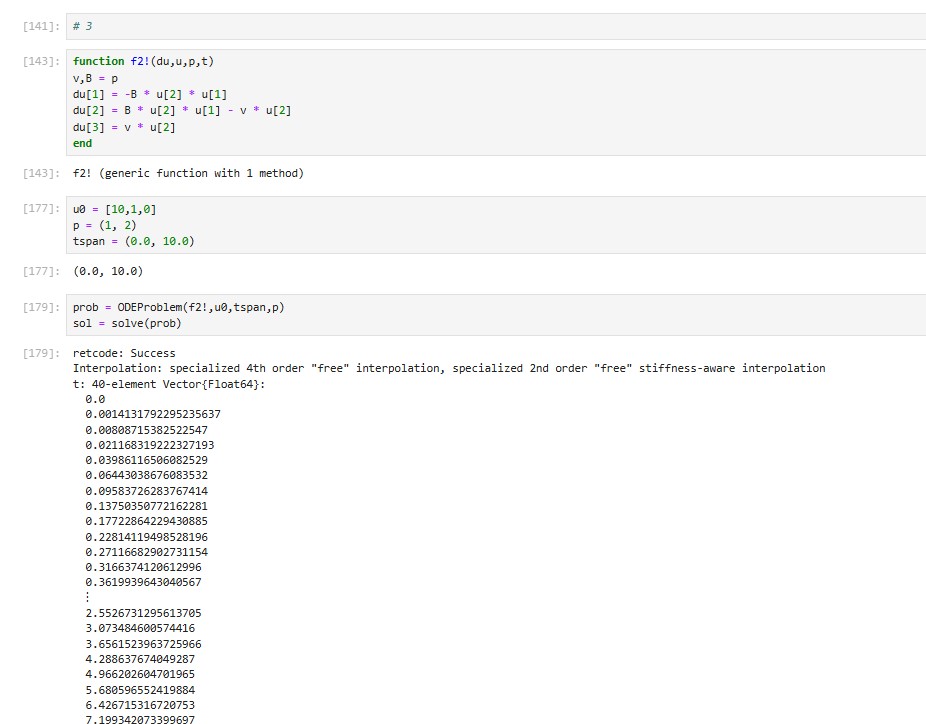 [141]: # 3
[143]: function f2!(du,u,p,t)
v,B = p
du[1] = -B * u[2] * u[1]
du[2] = B * u[2] * u[1] - v * u[2]
du[3] = v * u[2]
end
[143]: f2! (generic function with 1 method)
[177]: u0 = [10,1,0]
p = (1, 2)
tspan = (0.0, 10.0)
[177]: (0.0, 10.0)
[179]: prob = ODEProblem(f2!,u0,tspan,p)
sol = solve(prob)
[179]: retcode: Success
Interpolation: specialized 4th order "free" interpolation, specialized 2nd order "free" stiffness-aware interpolation
t: 40-element Vector{Float64}:
0.0
0.0014131792295235637
0.00808715382522547
0.021168319222327193
0.03986116506082529
0.06443038676083532
0.09583726283767414
0.13750350772162281
0.17722864229430885
0.22814119498528196
0.27116682902731154
0.3166374120612996
0.3619939643040567
⋮
2.5526731295613705
3.073484600574416
3.6561523963725966
4.288637674049287
4.966202604701965
5.680596552419884
6.426715316720753
7.199342073399697